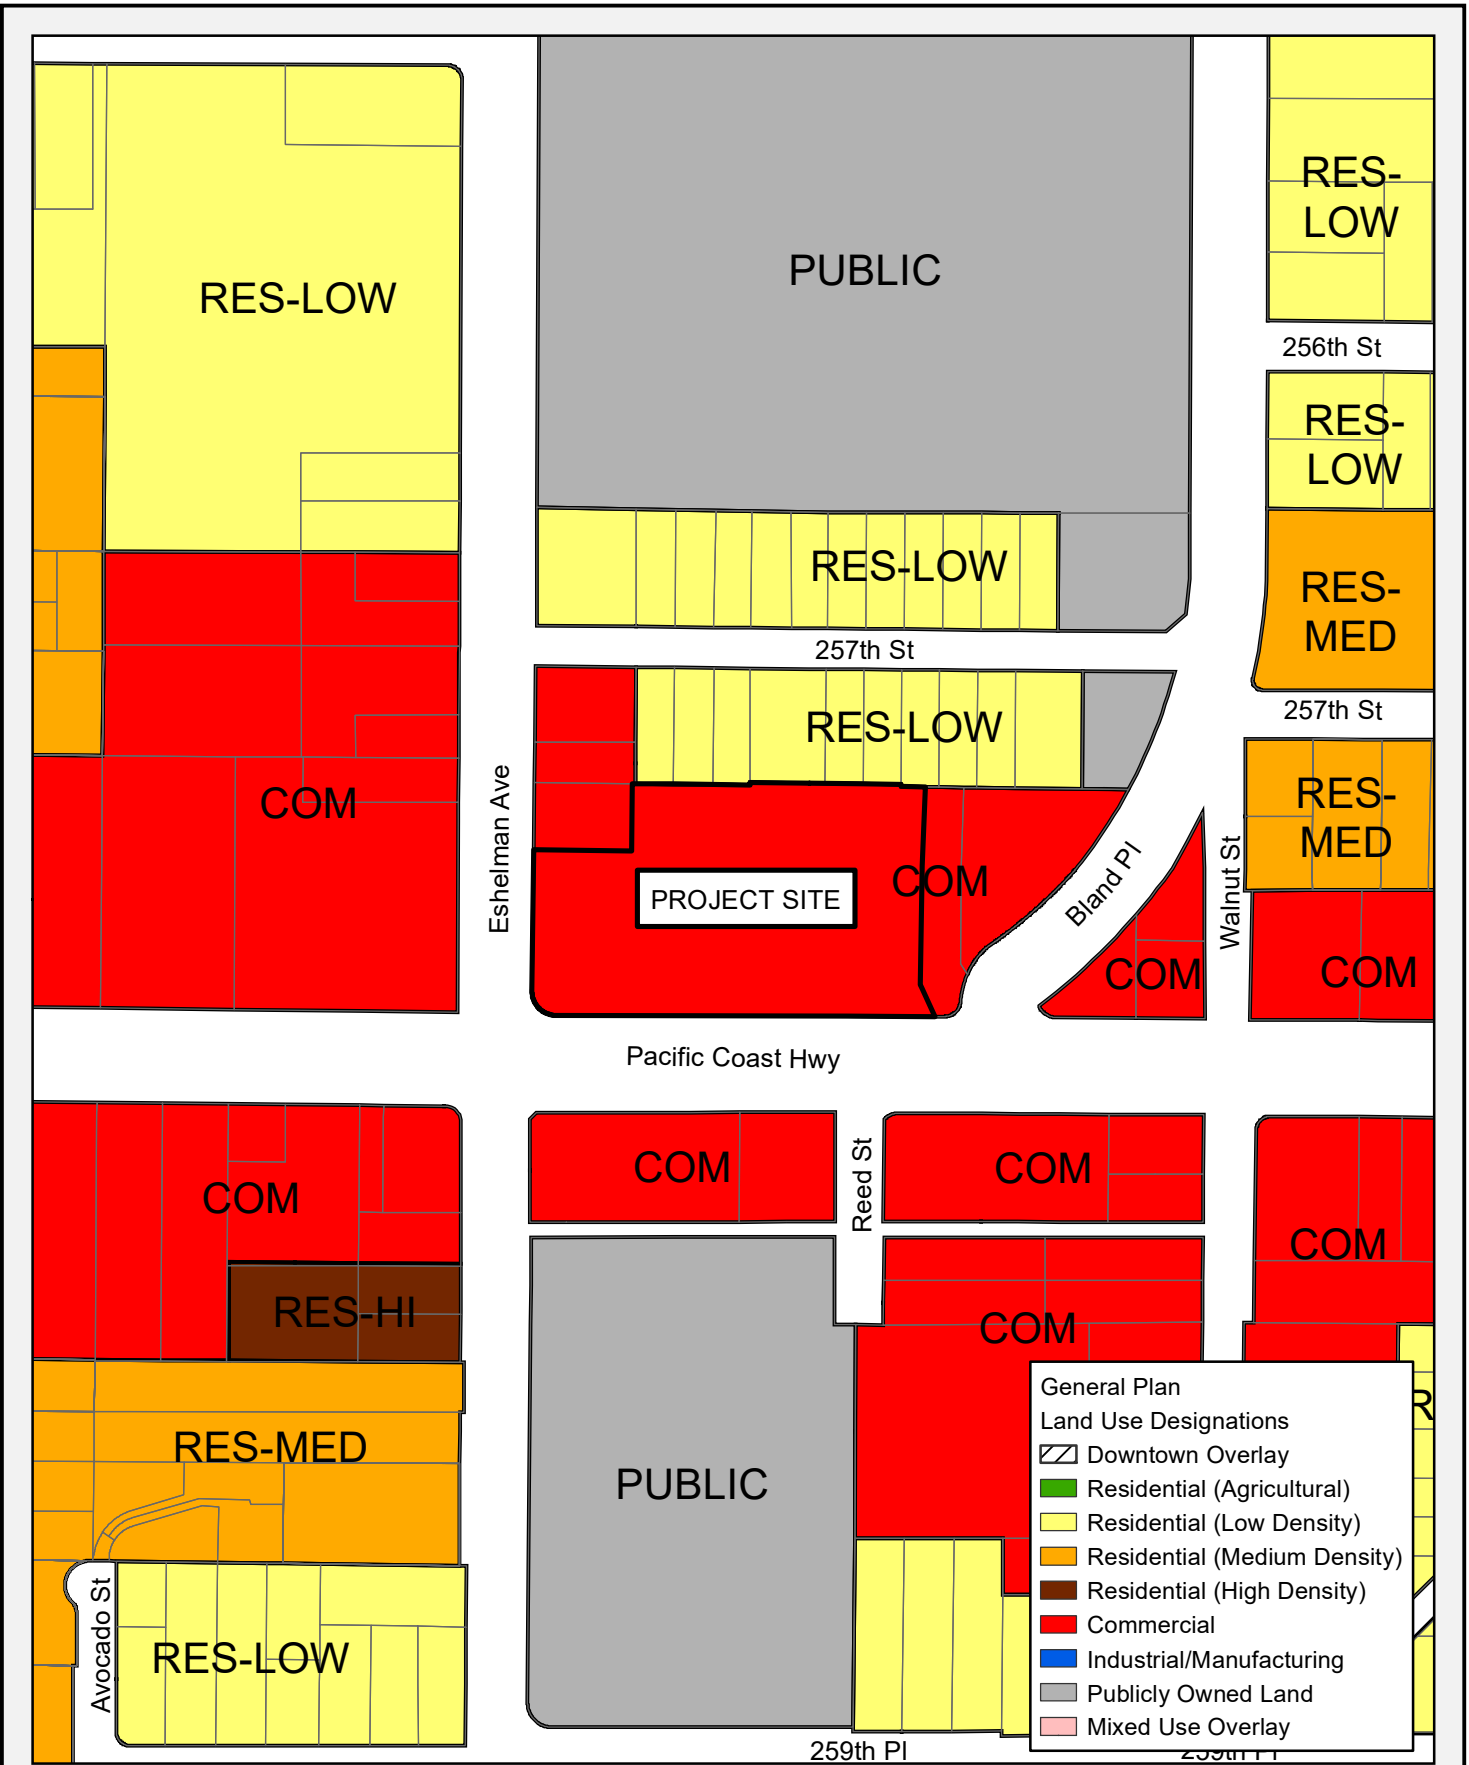 RES-
LOW
PUBLIC
RES-LOW
256th St
RES-
LOW
RES-LOW
RES-
MED
257th St
257th St
RES-LOW
RES-
MED
COM
Eshelman Ave
PROJECT SITE
COM
Bland Pl
Walnut St
COM
COM
Pacific Coast Hwy
COM
COM
Reed St
COM
COM
RES-HI
COM
General Plan
Land Use Designations
Downtown Overlay
Residential (Agricultural)
Residential (Low Density)
Residential (Medium Density)
Residential (High Density)
Commercial
Industrial/Manufacturing
Publicly Owned Land
Mixed Use Overlay
R
RES-MED
PUBLIC
Avocado St
RES-LOW
259th Pl
259th Pl